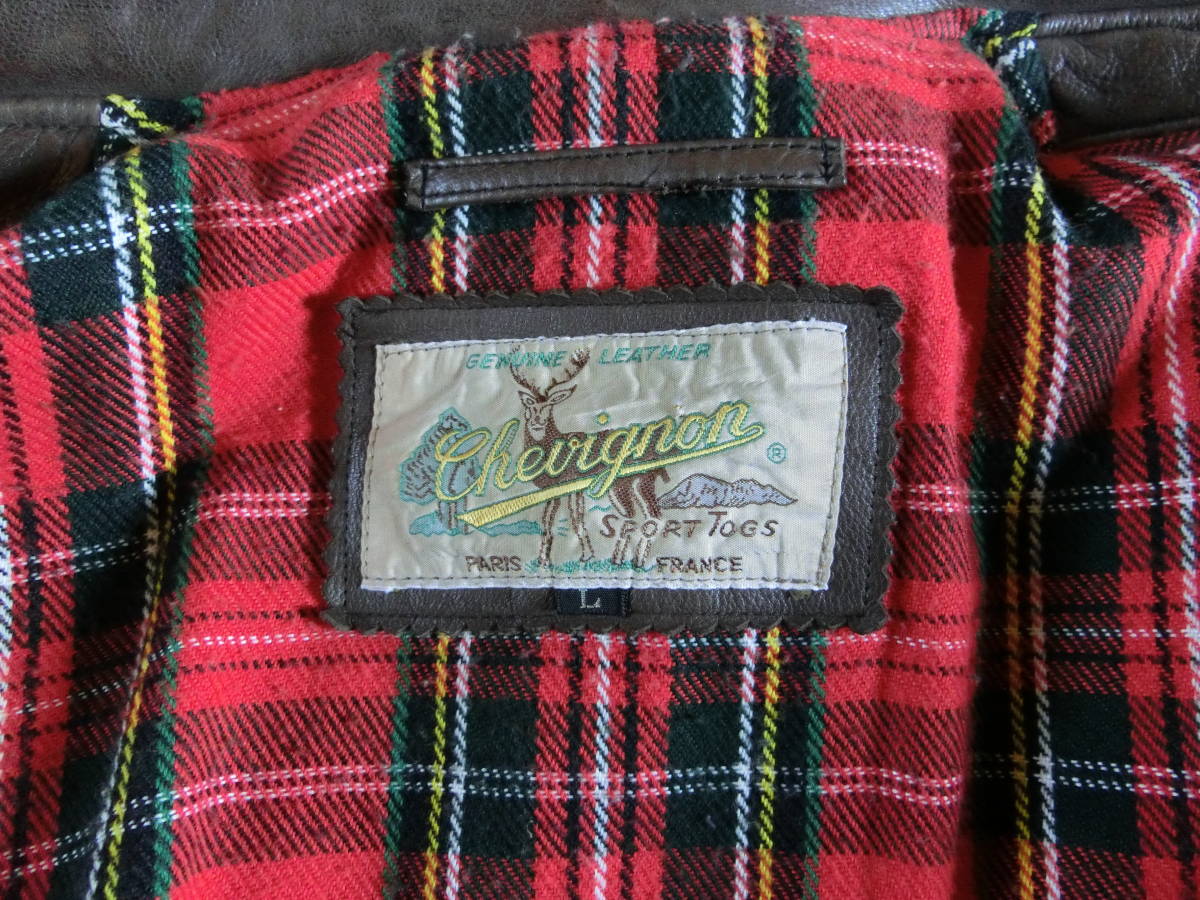 GENUINE LEATHER
Chevignon ®
SPORT TOGS
PARIS FRANCE
L